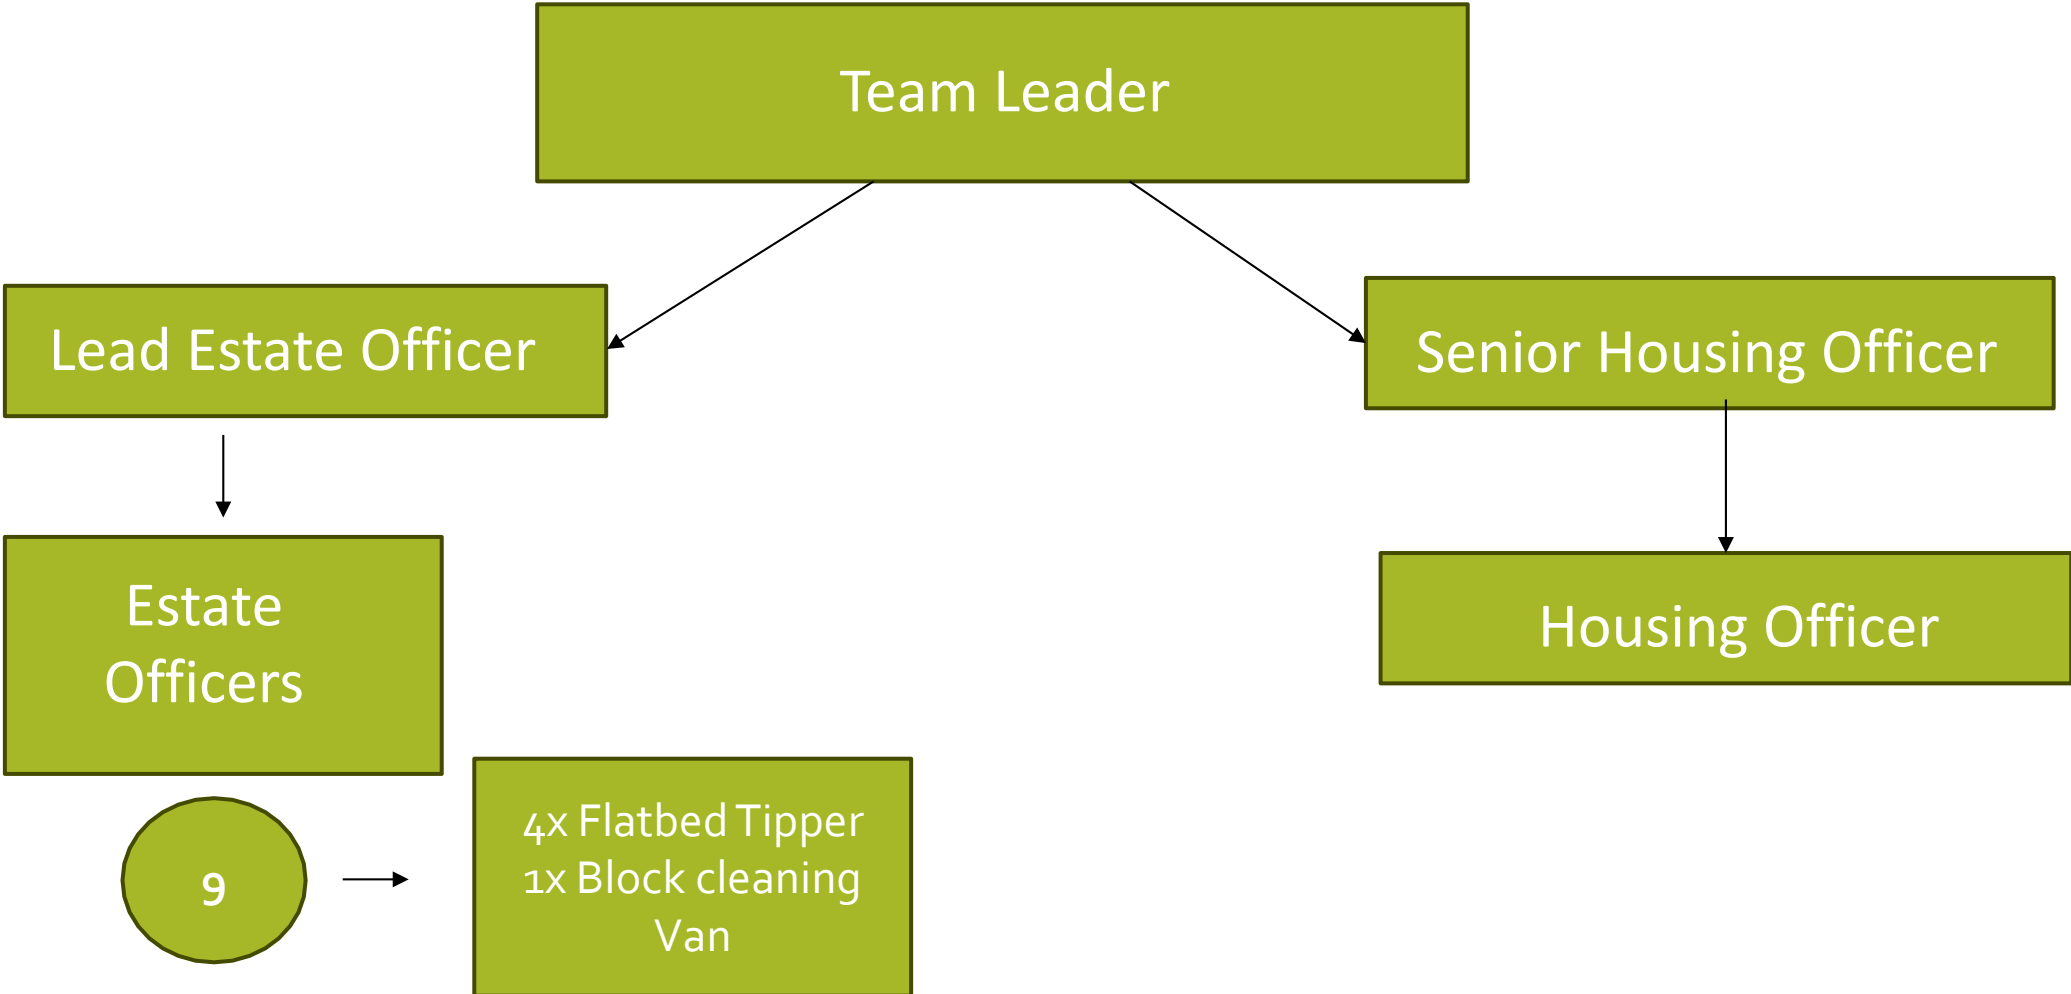 Team Leader
Lead Estate Officer
Senior Housing Officer
Estate
Officers
Housing Officer
4x Flatbed Tipper
1x Block cleaning
Van
9